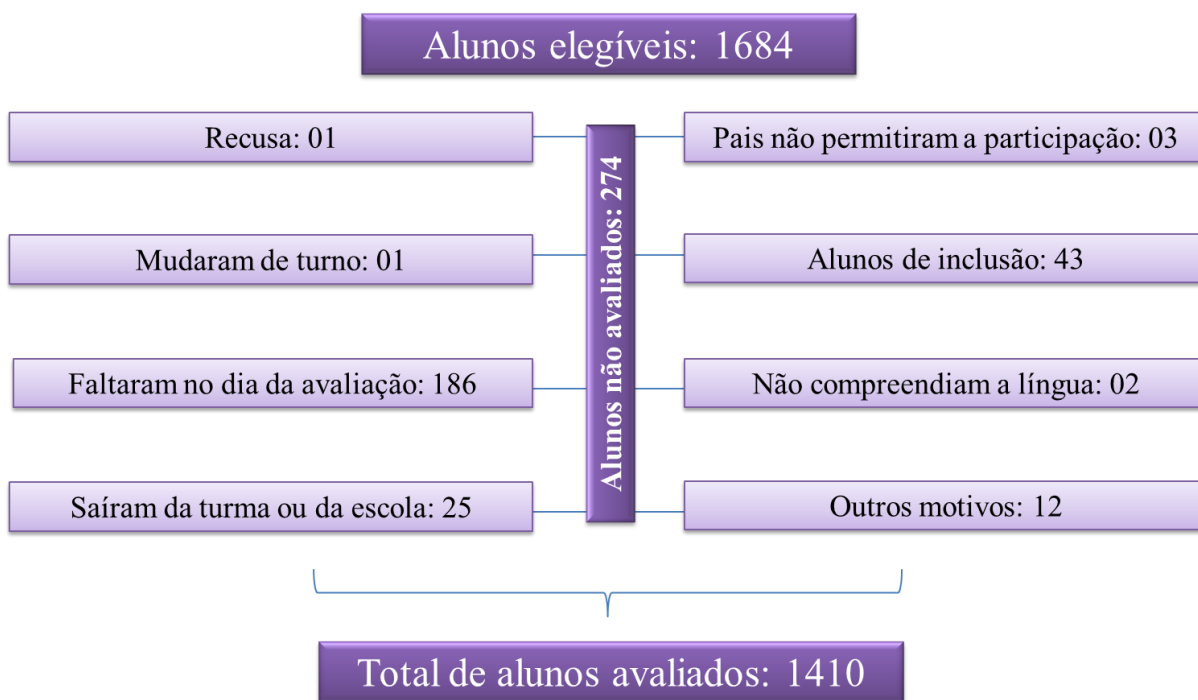 Alunos elegíveis: 1684
Recusa: 01
Pais não permitiram a participação: 03
Mudaram de turno: 01
Alunos de inclusão: 43
Faltaram no dia da avaliação: 186
Não compreendiam a língua: 02
Saíram da turma ou da escola: 25
Outros motivos: 12
Alunos não avaliados: 274
Total de alunos avaliados: 1410